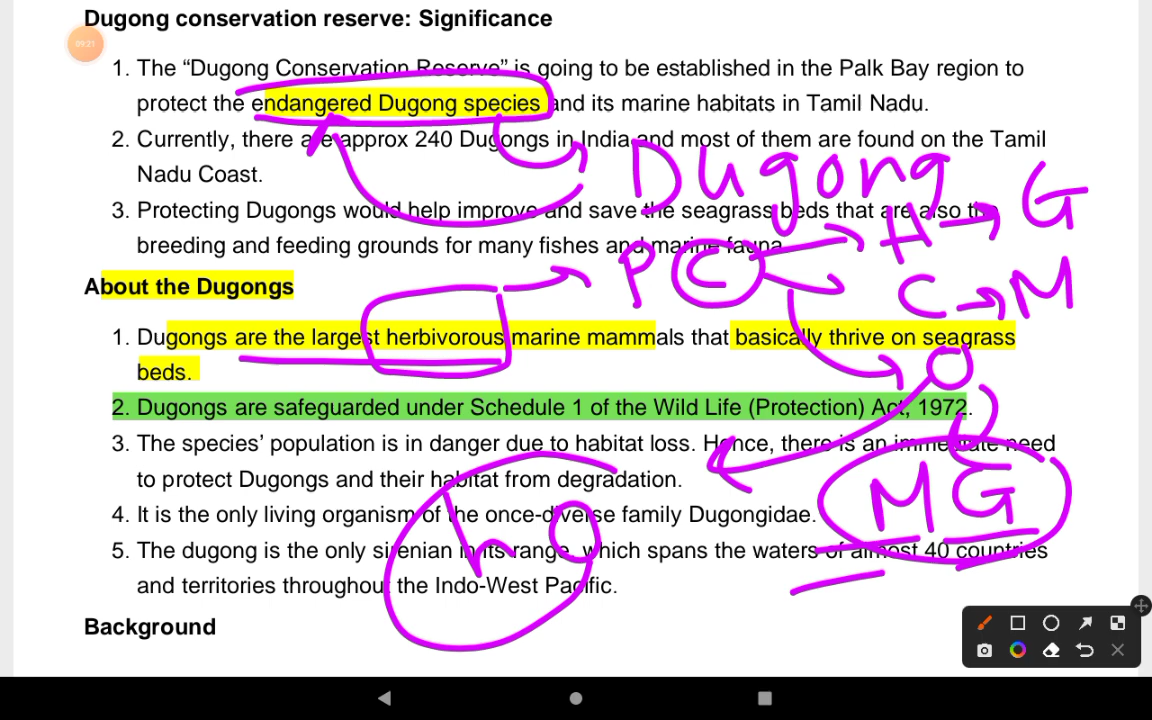 Dugong conservation reserve: Significance
09:21
1. The “Dugong Conservation Reserve” is going to be established in the Palk Bay region to
protect the endangered Dugong species and its marine habitats in Tamil Nadu.
2. Currently, there are approx 240 Dugongs in India and most of them are found on the Tamil
Nadu Coast.
Dugong
3. Protecting Dugongs would help improve and save the seagrass beds that are also the
breeding and feeding grounds for many fishes and marine fauna.
H → G
P C
C → M
About the Dugongs
1. Dugongs are the largest herbivorous marine mammals that basically thrive on seagrass
beds.
O
2. Dugongs are safeguarded under Schedule 1 of the Wild Life (Protection) Act, 1972.
3. The species’ population is in danger due to habitat loss. Hence, there is an immediate need
to protect Dugongs and their habitat from degradation.
M G
4. It is the only living organism of the once-diverse family Dugongidae.
ho
5. The dugong is the only sirenian in its range, which spans the waters of almost 40 countries
and territories throughout the Indo-West Pacific.
Background